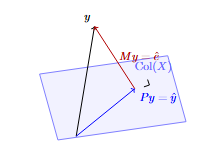 y
My = ê
Col(X)
Py = ŷ